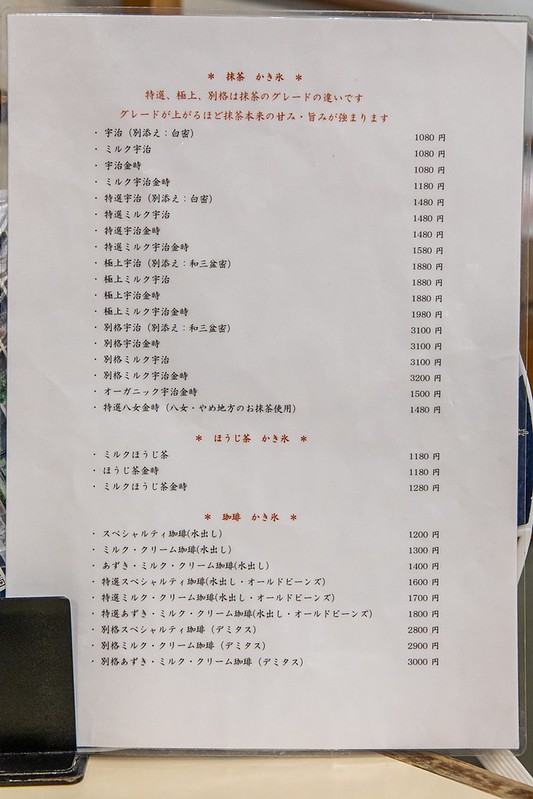 ＊ 抹茶 かき氷 ＊
特選、極上、別格は抹茶のグレードの違いです
グレードが上がるほど抹茶本来の甘み・旨みが強まります
・宇治（別添え：白密） 1080 円
・ミルク宇治 1080 円
・宇治金時 1080 円
・ミルク宇治金時 1180 円
・特選宇治（別添え：白密） 1480 円
・特選ミルク宇治 1480 円
・特選宇治金時 1480 円
・特選ミルク宇治金時 1580 円
・極上宇治（別添え：和三盆密） 1880 円
・極上ミルク宇治 1880 円
・極上宇治金時 1880 円
・極上ミルク宇治金時 1980 円
・別格宇治（別添え：和三盆密） 3100 円
・別格宇治金時 3100 円
・別格ミルク宇治 3100 円
・別格ミルク宇治金時 3200 円
・オーガニック宇治金時 1500 円
・特選八女金時（八女・やめ地方のお抹茶使用） 1480 円
＊ ほうじ茶 かき氷 ＊
・ミルクほうじ茶 1180 円
・ほうじ茶金時 1180 円
・ミルクほうじ茶金時 1280 円
＊ 珈琲 かき氷 ＊
・スペシャルティ珈琲(水出し) 1200 円
・ミルク・クリーム珈琲(水出し) 1300 円
・あずき・ミルク・クリーム珈琲(水出し) 1400 円
・特選スペシャルティ珈琲(水出し・オールドビーンズ) 1600 円
・特選ミルク・クリーム珈琲(水出し・オールドビーンズ) 1700 円
・特選あずき・ミルク・クリーム珈琲(水出し・オールドビーンズ) 1800 円
・別格スペシャルティ珈琲（デミタス） 2800 円
・別格ミルク・クリーム珈琲（デミタス） 2900 円
・別格あずき・ミルク・クリーム珈琲（デミタス） 3000 円